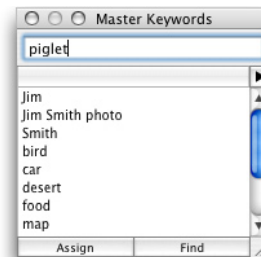 Master Keywords
piglet
Jim
Jim Smith photo
Smith
bird
car
desert
food
map
Assign Find